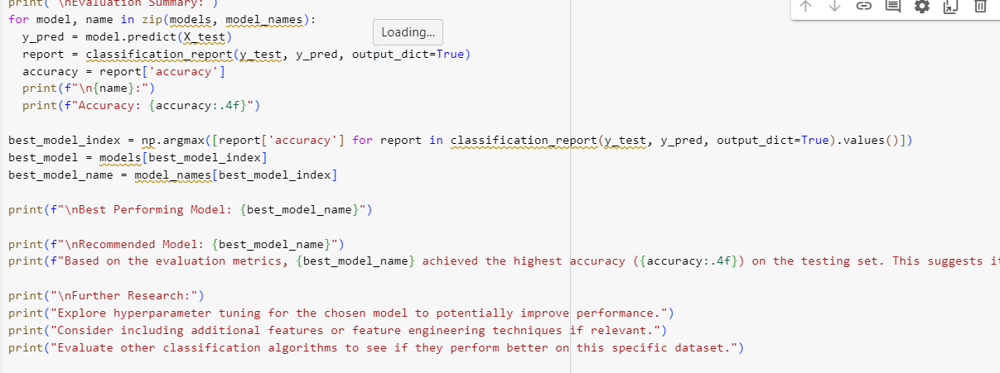 print("\nEvaluation Summary:")
for model, name in zip(models, model_names):
  y_pred = model.predict(X_test)
  report = classification_report(y_test, y_pred, output_dict=True)
  accuracy = report['accuracy']
  print(f"\n{name}:")
  print(f"Accuracy: {accuracy:.4f}")
Loading...
best_model_index = np.argmax([report['accuracy'] for report in classification_report(y_test, y_pred, output_dict=True).values()])
best_model = models[best_model_index]
best_model_name = model_names[best_model_index]
print(f"\nBest Performing Model: {best_model_name}")
print(f"\nRecommended Model: {best_model_name}")
print(f"Based on the evaluation metrics, {best_model_name} achieved the highest accuracy ({accuracy:.4f}) on the testing set. This suggests it
print("\nFurther Research:")
print("Explore hyperparameter tuning for the chosen model to potentially improve performance.")
print("Consider including additional features or feature engineering techniques if relevant.")
print("Evaluate other classification algorithms to see if they perform better on this specific dataset.")